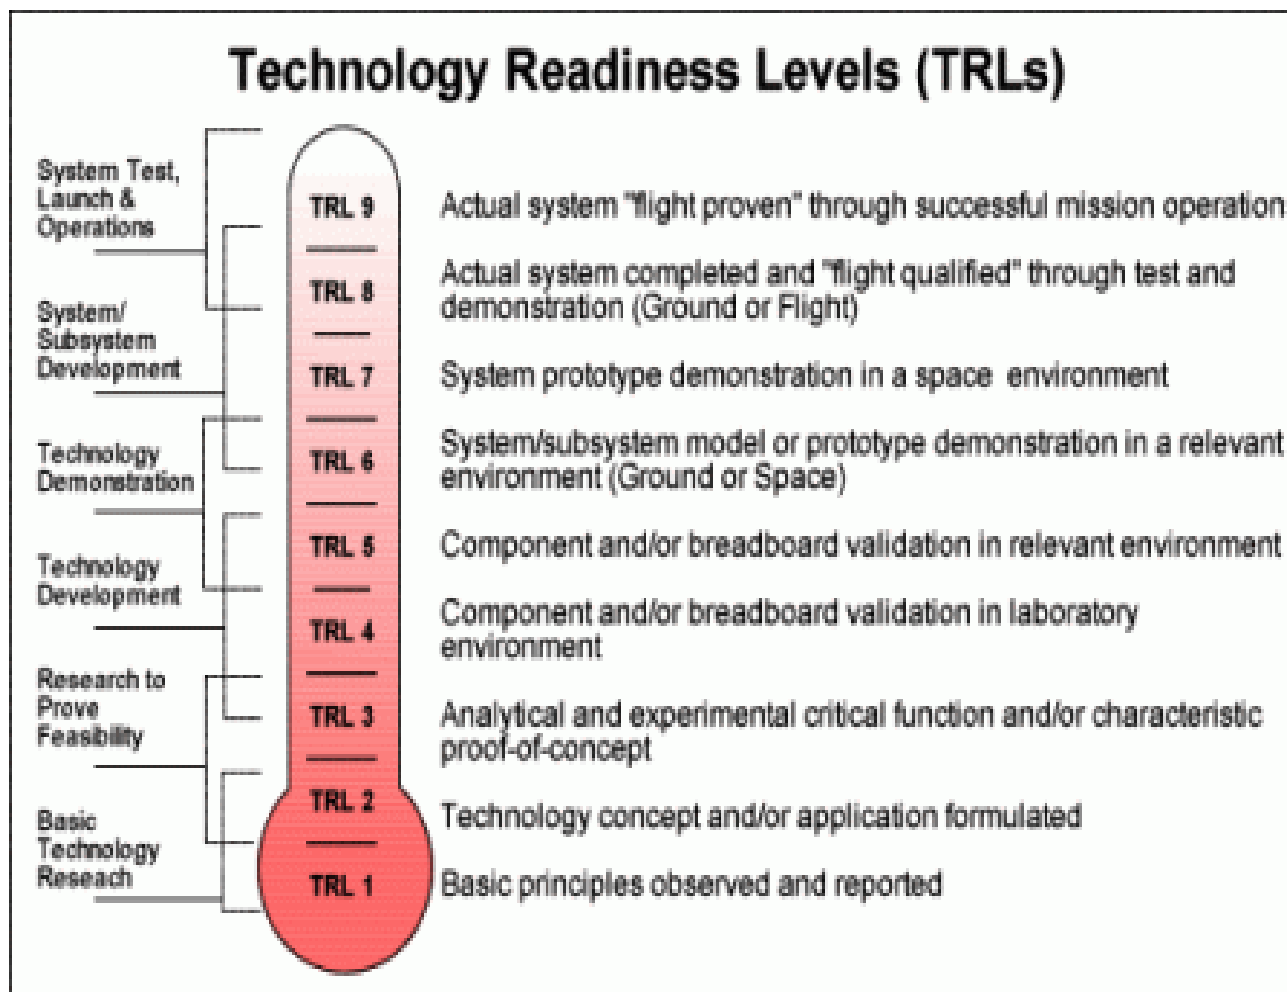 Technology Readiness Levels (TRLs)
System Test,
Launch &
Operations
System/
Subsystem
Development
Technology
Demonstration
Technology
Development
Research to
Prove
Feasibility
Basic
Technology
Reseach
TRL 9
Actual system "flight proven" through successful mission operation
TRL 8
Actual system completed and "flight qualified" through test and
demonstration (Ground or Flight)
TRL 7
System prototype demonstration in a space environment
TRL 6
System/subsystem model or prototype demonstration in a relevant
environment (Ground or Space)
TRL 5
Component and/or breadboard validation in relevant environment
TRL 4
Component and/or breadboard validation in laboratory
environment
TRL 3
Analytical and experimental critical function and/or characteristic
proof-of-concept
TRL 2
Technology concept and/or application formulated
TRL 1
Basic principles observed and reported